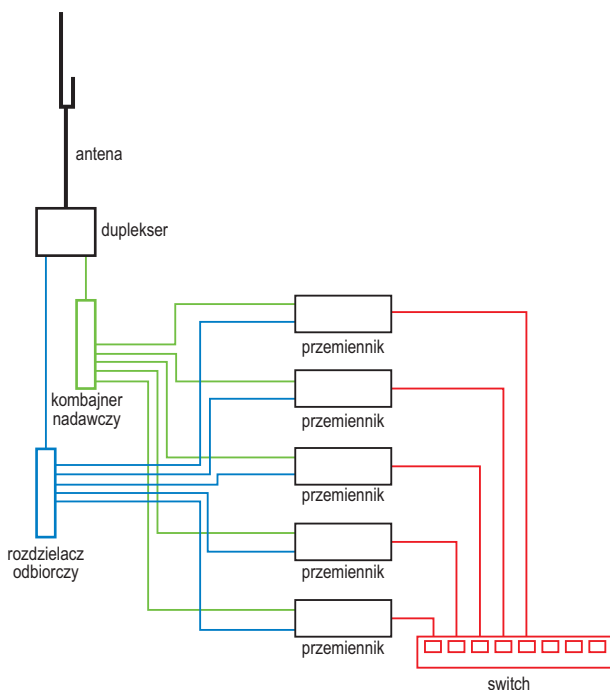 antena
duplekser
przemiennik
kombajner
nadawczy
przemiennik
przemiennik
rozdzielacz
odbiorczy
przemiennik
przemiennik
switch